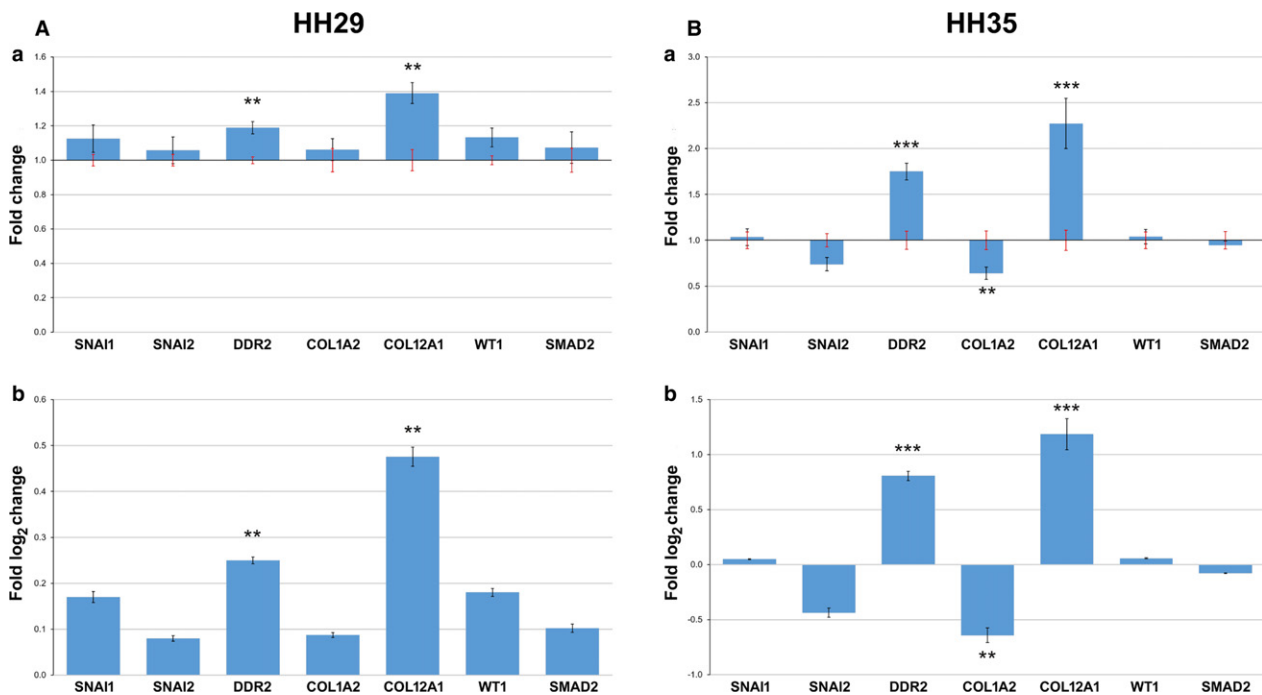 A
HH29
a
Fold change
1.6
1.4
1.2
1.0
0.8
0.6
0.4
0.2
0.0
**
**
SNAI1 SNAI2 DDR2 COL1A2 COL12A1 WT1 SMAD2
b
Fold log2 change
0.6
0.5
0.4
0.3
0.2
0.1
0.0
**
**
SNAI1 SNAI2 DDR2 COL1A2 COL12A1 WT1 SMAD2
B
HH35
a
Fold change
3.0
2.5
2.0
1.5
1.0
0.5
0.0
***
***
**
SNAI1 SNAI2 DDR2 COL1A2 COL12A1 WT1 SMAD2
b
Fold log2 change
1.5
1.0
0.5
0.0
-0.5
-1.0
***
***
**
SNAI1 SNAI2 DDR2 COL1A2 COL12A1 WT1 SMAD2